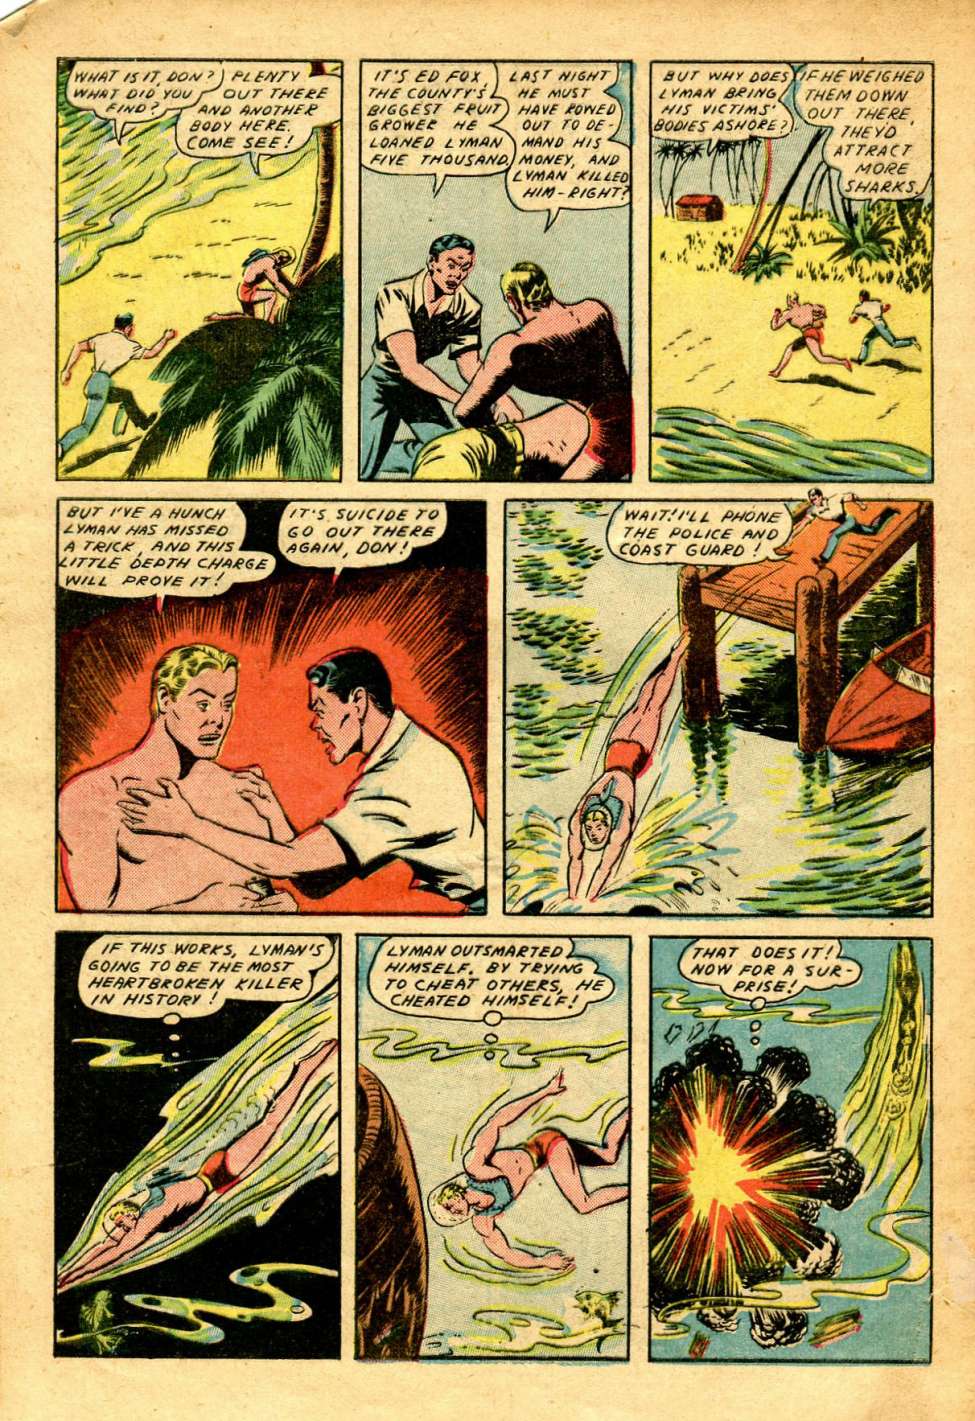 WHAT IS IT, DON?
WHAT DID YOU
FIND?
PLENTY
OUT THERE
AND ANOTHER
BODY HERE.
COME SEE!
IT'S ED FOX,
THE COUNTY'S
BIGGEST FRUIT
GROWER HE
LOANED LYMAN
FIVE THOUSAND.
LAST NIGHT
HE MUST
HAVE ROWED
OUT TO DE-
MAND HIS
MONEY, AND
LYMAN KILLED
HIM-RIGHT?
BUT WHY DOES
LYMAN BRING
HIS VICTIMS'
BODIES ASHORE?
IF HE WEIGHED
THEM DOWN
OUT THERE,
THEY'D
ATTRACT
MORE
SHARKS.
BUT I'VE A HUNCH
LYMAN HAS MISSED
A TRICK, AND THIS
LITTLE DEPTH CHARGE
WILL PROVE IT!
IT'S SUICIDE TO
GO OUT THERE
AGAIN, DON!
WAIT! I'LL PHONE
THE POLICE AND
COAST GUARD!
IF THIS WORKS, LYMAN'S
GOING TO BE THE MOST
HEARTBROKEN KILLER
IN HISTORY!
LYMAN OUTSMARTED
HIMSELF. BY TRYING
TO CHEAT OTHERS, HE
CHEATED HIMSELF!
THAT DOES IT!
NOW FOR A SUR-
PRISE!